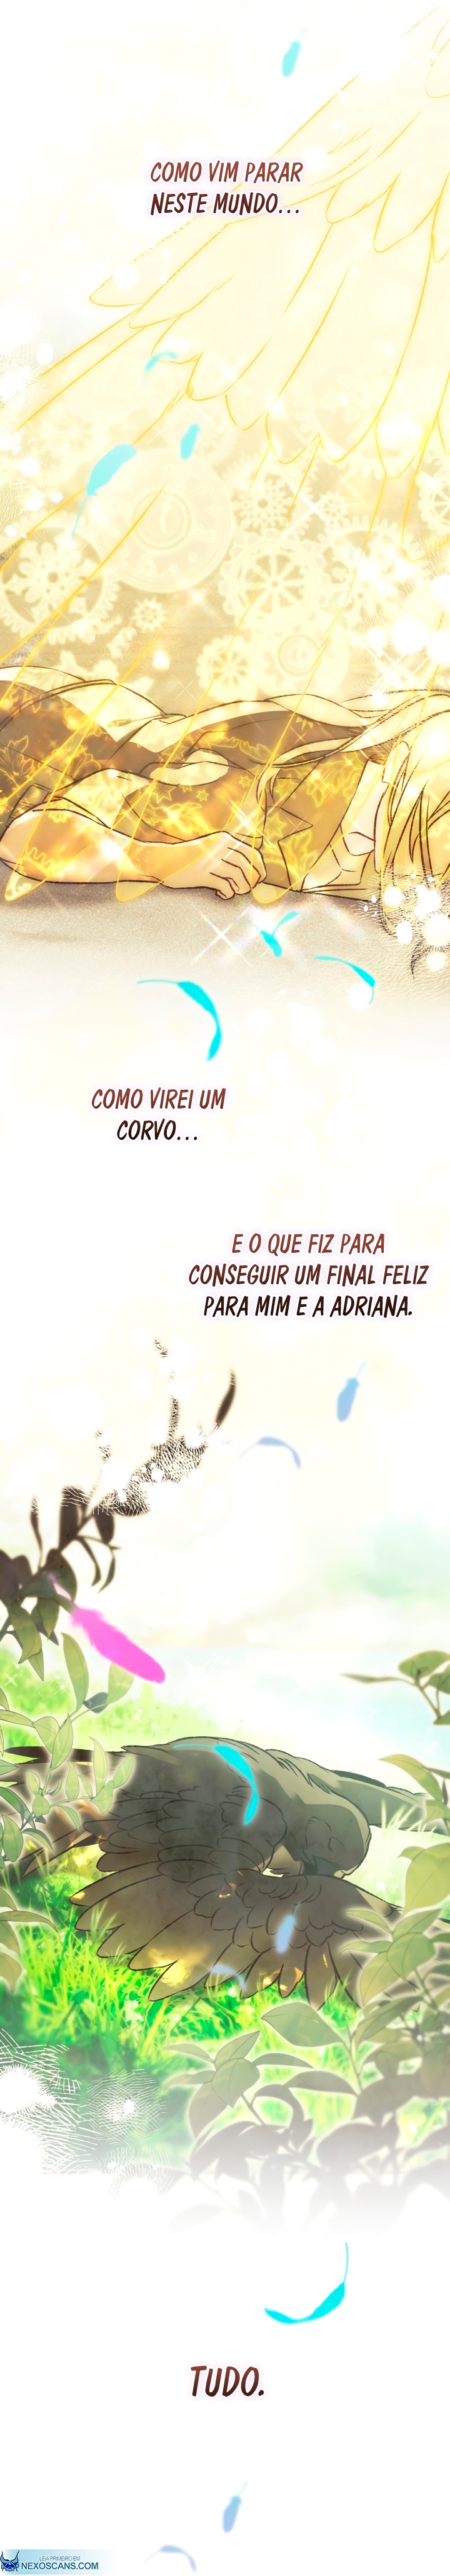 COMO VIM PARAR
NESTE MUNDO...
COMO VIREI UM
CORVO...
E O QUE FIZ PARA
CONSEGUIR UM FINAL FELIZ
PARA MIM E A ADRIANA.
TUDO.
LEIA PRIMEIRO EM
NEXOSCANS.COM